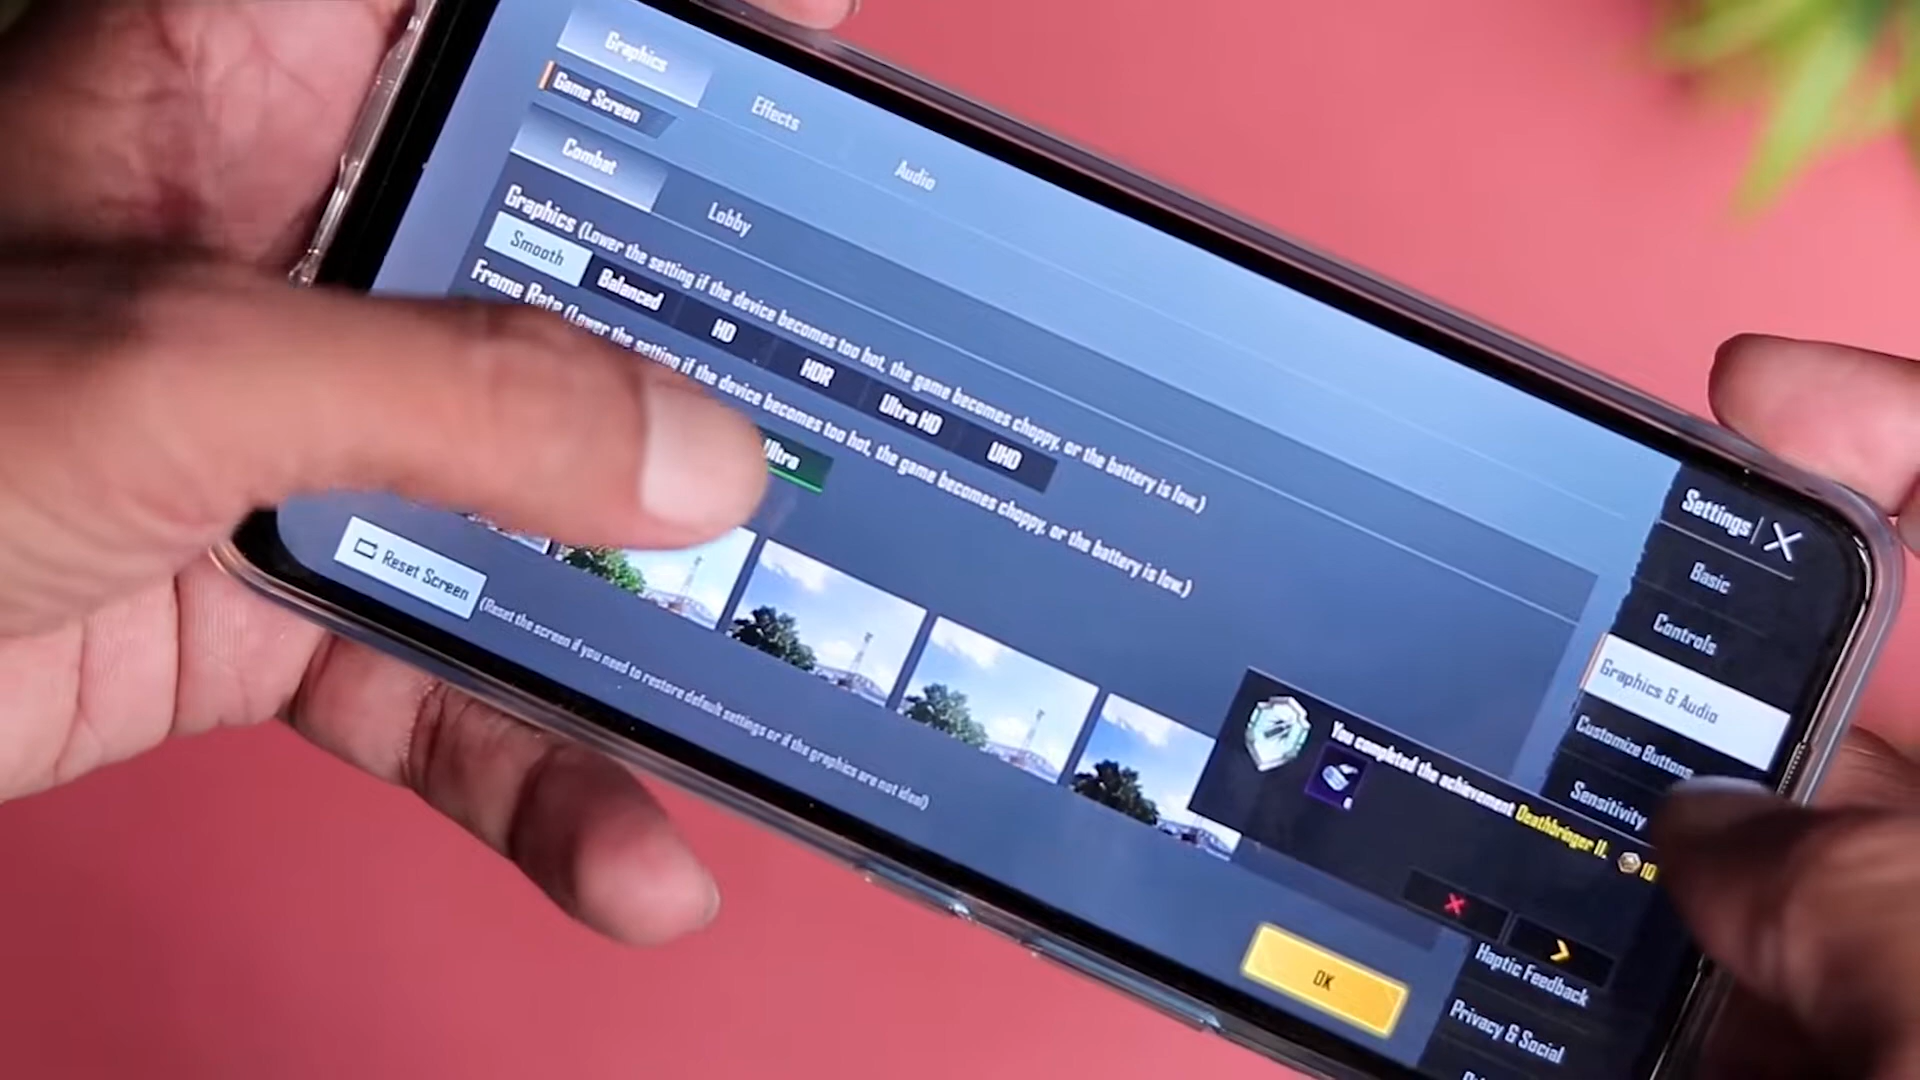 Graphics
Effects
Audio
Game Screen
Combat
Lobby
Graphics (Lower the setting if the device becomes too hot, the game becomes choppy, or the battery is low.)
Smooth
Balanced
HD
HDR
Ultra HD
UHD
Frame Rate (Lower the setting if the device becomes too hot, the game becomes choppy, or the battery is low.)
Ultra
Reset Screen
(Reset the screen if you need to restore default settings or if the graphics are not ideal)
You completed the achievement Deathbringer II.
10
OK
Settings
Basic
Controls
Graphics & Audio
Customize Buttons
Sensitivity
Haptic Feedback
Privacy & Social